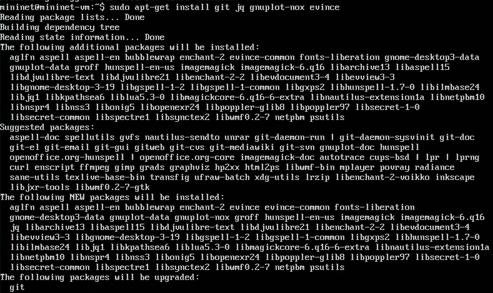 mininet@mininet-vm:~$ sudo apt-get install git jq gnuplot-nox evince
Reading package lists... Done
Building dependency tree
Reading state information... Done
The following additional packages will be installed:
aglfn aspell aspell-en bubblewrap enchant-2 evince-common fonts-liberation gnome-desktop3-data
gnuplot-data groff hunspell-en-us imagemagick imagemagick-6.q16 libarchive13 libaspell15
libdjvulibre-text libdjvulibre21 libenchant-2-2 libevdocument3-4 libevview3-3
libgnome-desktop-3-19 libgspell-1-2 libgspell-1-common libgxps2 libhunspell-1.7-0 libilmbase24
libjq1 libkpathsea6 liblua5.3-0 libmagickcore-6.q16-6-extra libnautilus-extension1a libnetpbm10
libnspr4 libnss3 libonig5 libopenexr24 libpoppler-glib8 libpoppler97 libsecret-1-0
libsecret-common libspectre1 libsynctex2 libwmf0.2-7 netpbm psutils
Suggested packages:
aspell-doc spellutils gvfs nautilus-sendto unrar git-daemon-run | git-daemon-sysvinit git-doc
git-el git-email git-gui gitweb git-cvs git-mediawiki git-svn gnuplot-doc hunspell
openoffice.org-hunspell | openoffice.org-core imagemagick-doc autotrace cups-bsd | lpr | lprng
curl enscript ffmpeg gimp grads graphviz hp2xx html2ps libwmf-bin mplayer povray radiance
sane-utils texlive-base-bin transfig ufraw-batch xdg-utils lrzip libenchant-2-voikko inkscape
libjxr-tools libwmf0.2-7-gtk
The following NEW packages will be installed:
aglfn aspell aspell-en bubblewrap enchant-2 evince evince-common fonts-liberation
gnome-desktop3-data gnuplot-data gnuplot-nox groff hunspell-en-us imagemagick imagemagick-6.q16
jq libarchive13 libaspell15 libdjvulibre-text libdjvulibre21 libenchant-2-2 libevdocument3-4
libevview3-3 libgnome-desktop-3-19 libgspell-1-2 libgspell-1-common libgxps2 libhunspell-1.7-0
libilmbase24 libjq1 libkpathsea6 liblua5.3-0 libmagickcore-6.q16-6-extra libnautilus-extension1a
libnetpbm10 libnspr4 libnss3 libonig5 libopenexr24 libpoppler-glib8 libpoppler97 libsecret-1-0
libsecret-common libspectre1 libsynctex2 libwmf0.2-7 netpbm psutils
The following packages will be upgraded:
git